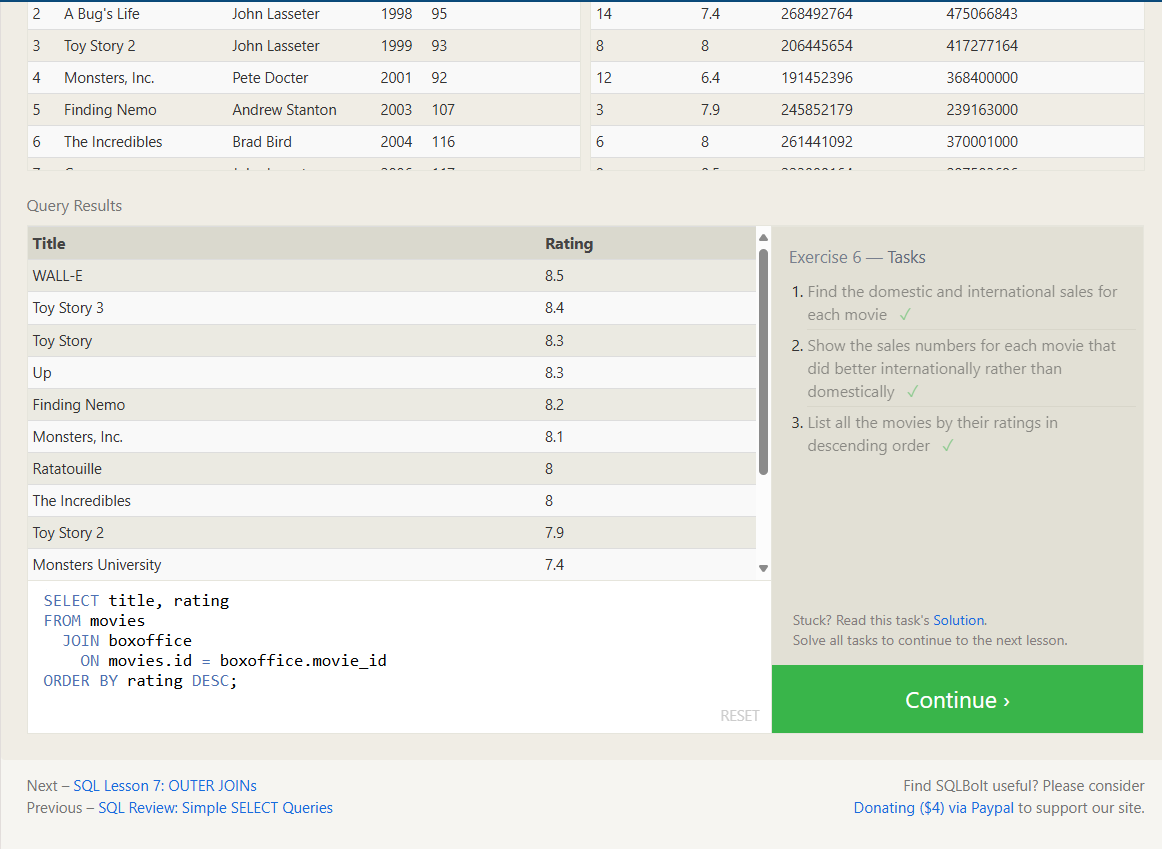 2 A Bug's Life John Lasseter 1998 95 14 7.4 268492764 475066843
3 Toy Story 2 John Lasseter 1999 93 8 8 206445654 417277164
4 Monsters, Inc. Pete Docter 2001 92 12 6.4 191452396 368400000
5 Finding Nemo Andrew Stanton 2003 107 3 7.9 245852179 239163000
6 The Incredibles Brad Bird 2004 116 6 8 261441092 370001000
Query Results
Title Rating
WALL-E 8.5
Toy Story 3 8.4
Toy Story 8.3
Up 8.3
Finding Nemo 8.2
Monsters, Inc. 8.1
Ratatouille 8
The Incredibles 8
Toy Story 2 7.9
Monsters University 7.4
SELECT title, rating
FROM movies
JOIN boxoffice
ON movies.id = boxoffice.movie_id
ORDER BY rating DESC;
RESET
Exercise 6 — Tasks
1. Find the domestic and international sales for
each movie ✓
2. Show the sales numbers for each movie that
did better internationally rather than
domestically ✓
3. List all the movies by their ratings in
descending order ✓
Stuck? Read this task's Solution.
Solve all tasks to continue to the next lesson.
Continue ›
Next – SQL Lesson 7: OUTER JOINs
Previous – SQL Review: Simple SELECT Queries
Find SQLBolt useful? Please consider
Donating ($4) via Paypal to support our site.